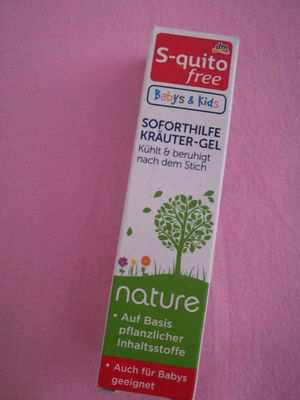 dm
S-quito
free
Babys & Kids
SOFORTHILFE
KRÄUTER-GEL
Kühlt & beruhigt
nach dem Stich
nature
• Auf Basis
pflanzlicher
Inhaltsstoffe
• Auch für Babys
geeignet